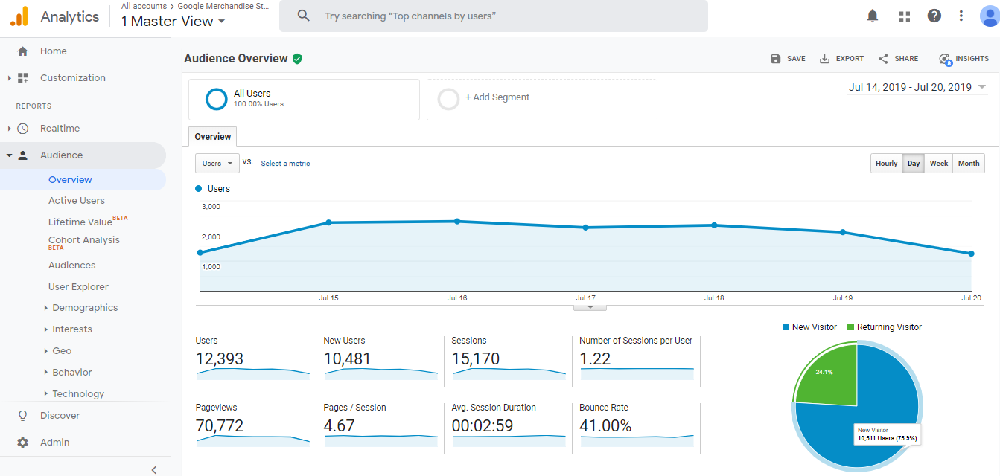 Analytics
All accounts > Google Merchandise St...
1 Master View
Try searching “Top channels by users”
Home
Customization
REPORTS
Realtime
Audience
Overview
Active Users
Lifetime Value BETA
Cohort Analysis
BETA
Audiences
User Explorer
Demographics
Interests
Geo
Behavior
Technology
Discover
Admin
Audience Overview
SAVE
EXPORT
SHARE
INSIGHTS
All Users
100.00% Users
+ Add Segment
Jul 14, 2019 - Jul 20, 2019
Overview
Users
VS.
Select a metric
Hourly
Day
Week
Month
Users
3,000
2,000
1,000
...
Jul 15
Jul 16
Jul 17
Jul 18
Jul 19
Jul 20
Users
12,393
New Users
10,481
Sessions
15,170
Number of Sessions per User
1.22
Pageviews
70,772
Pages / Session
4.67
Avg. Session Duration
00:02:59
Bounce Rate
41.00%
New Visitor
Returning Visitor
24.1%
New Visitor
10,511 Users (75.9%)